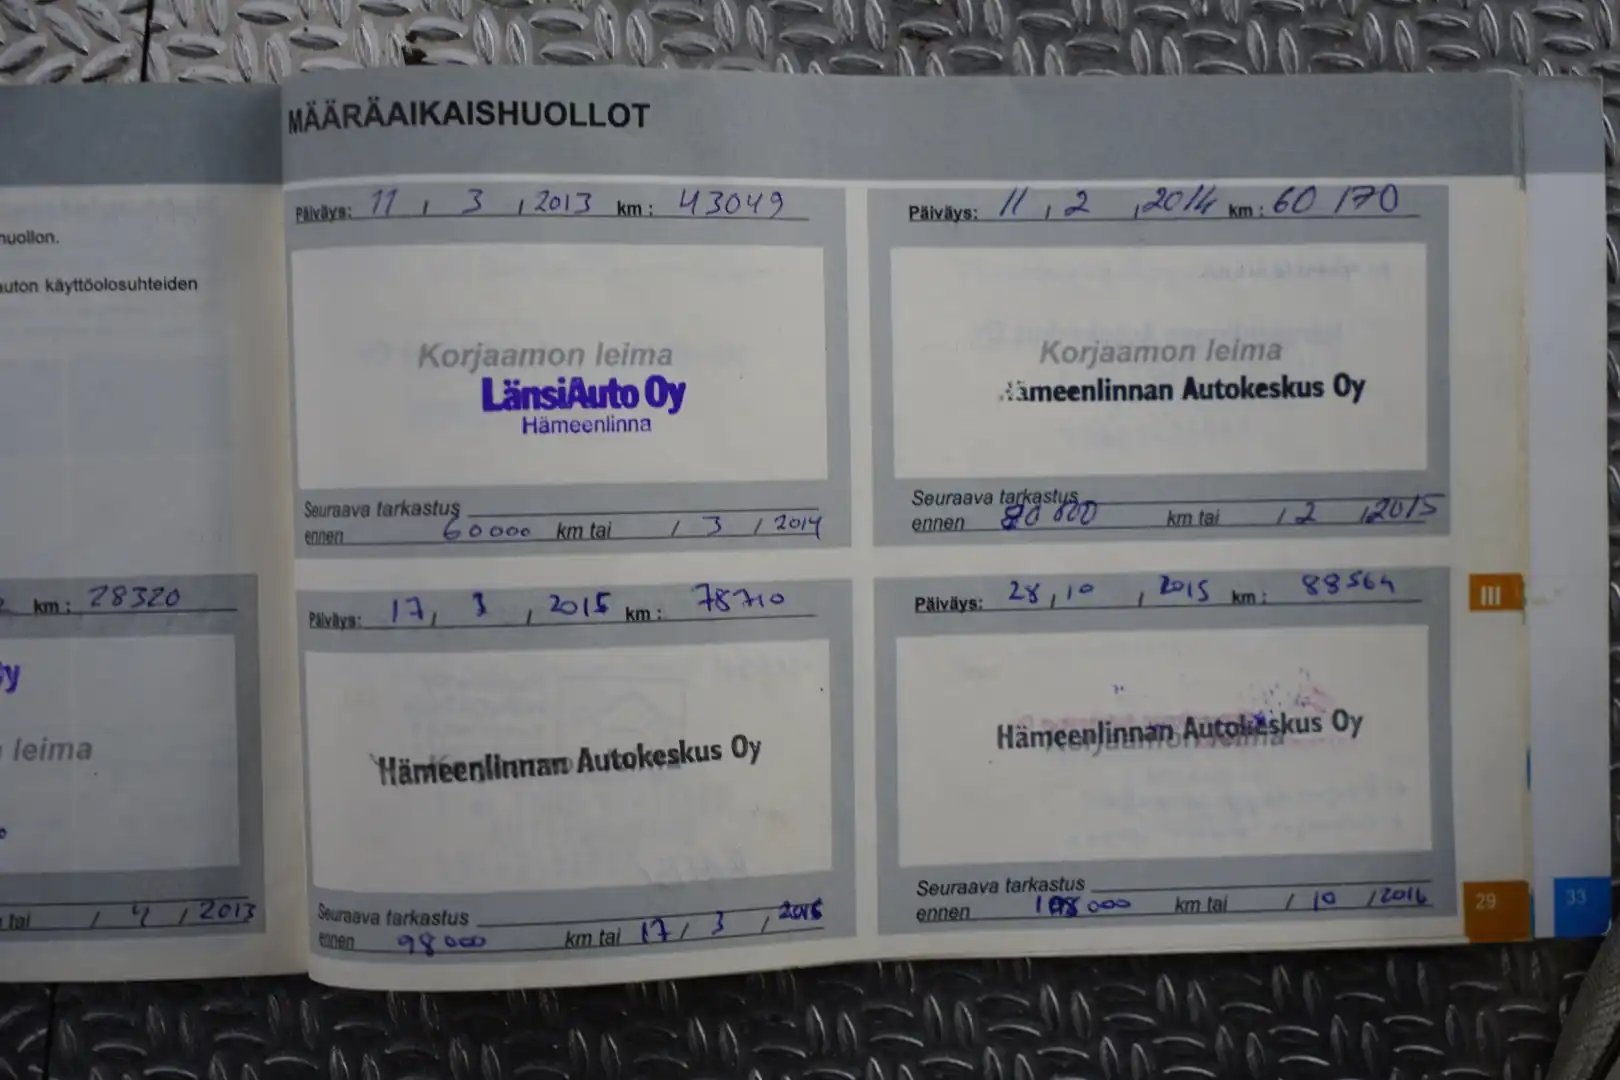 huollon.
auton käyttöolosuhteiden
km: 28320
leima
tai / 4 / 2013
MÄÄRÄAIKAISHUOLLOT
Päiväys: 11 / 3 / 2013 km: 43049
Korjaamon leima
LänsiAuto Oy
Hämeenlinna
Seuraava tarkastus
ennen 60000 km tai / 3 / 2014
Päiväys: 11 / 2 / 2014 km: 60170
Korjaamon leima
Hämeenlinnan Autokeskus Oy
Seuraava tarkastus
ennen km tai / 2 / 2015
Päiväys: 17 / 3 / 2015 km: 78710
Hämeenlinnan Autokeskus Oy
Seuraava tarkastus
ennen 98000 km tai 17 / 3 / 2016
Päiväys: 28 / 10 / 2015 km: 88564
Korjaamon leima
Hämeenlinnan Autokeskus Oy
Seuraava tarkastus
ennen 108000 km tai / 10 / 2016
III
29
33